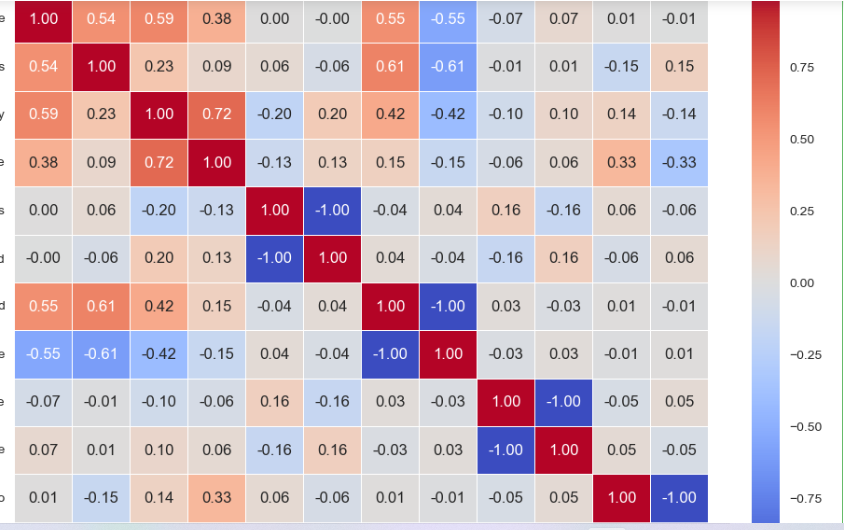 e 1.00 0.54 0.59 0.38 0.00 -0.00 0.55 -0.55 -0.07 0.07 0.01 -0.01
s 0.54 1.00 0.23 0.09 0.06 -0.06 0.61 -0.61 -0.01 0.01 -0.15 0.15
0.75
y 0.59 0.23 1.00 0.72 -0.20 0.20 0.42 -0.42 -0.10 0.10 0.14 -0.14
0.50
e 0.38 0.09 0.72 1.00 -0.13 0.13 0.15 -0.15 -0.06 0.06 0.33 -0.33
s 0.00 0.06 -0.20 -0.13 1.00 -1.00 -0.04 0.04 0.16 -0.16 0.06 -0.06
0.25
d -0.00 -0.06 0.20 0.13 -1.00 1.00 0.04 -0.04 -0.16 0.16 -0.06 0.06
0.00
d 0.55 0.61 0.42 0.15 -0.04 0.04 1.00 -1.00 0.03 -0.03 0.01 -0.01
e -0.55 -0.61 -0.42 -0.15 0.04 -0.04 -1.00 1.00 -0.03 0.03 -0.01 0.01
−0.25
e -0.07 -0.01 -0.10 -0.06 0.16 -0.16 0.03 -0.03 1.00 -1.00 -0.05 0.05
−0.50
e 0.07 0.01 0.10 0.06 -0.16 0.16 -0.03 0.03 -1.00 1.00 0.05 -0.05
o 0.01 -0.15 0.14 0.33 0.06 -0.06 0.01 -0.01 -0.05 0.05 1.00 -1.00
−0.75